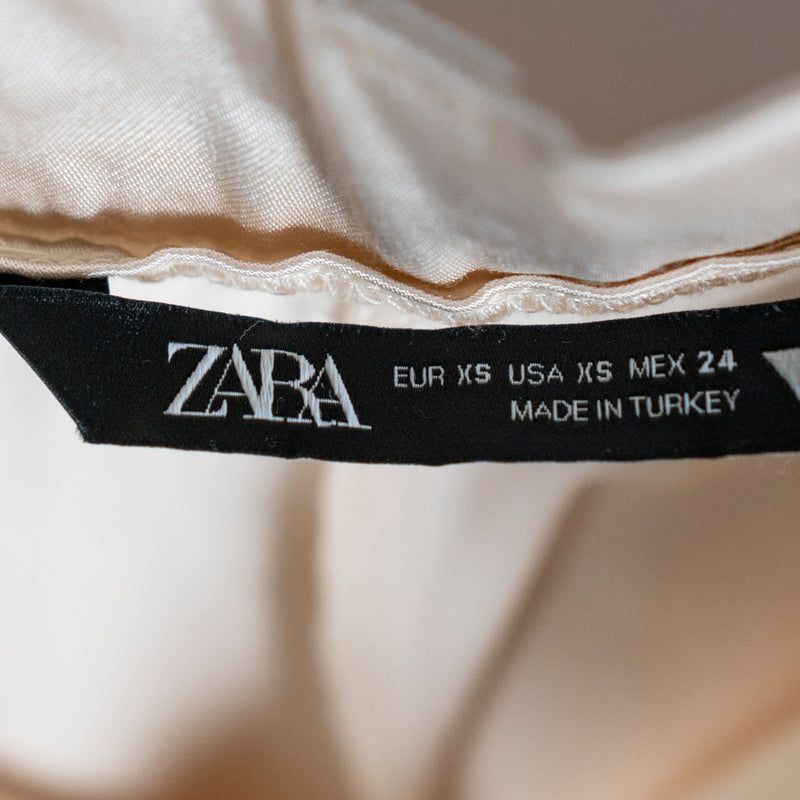 ZARA
EUR XS USA XS MEX 24
MADE IN TURKEY